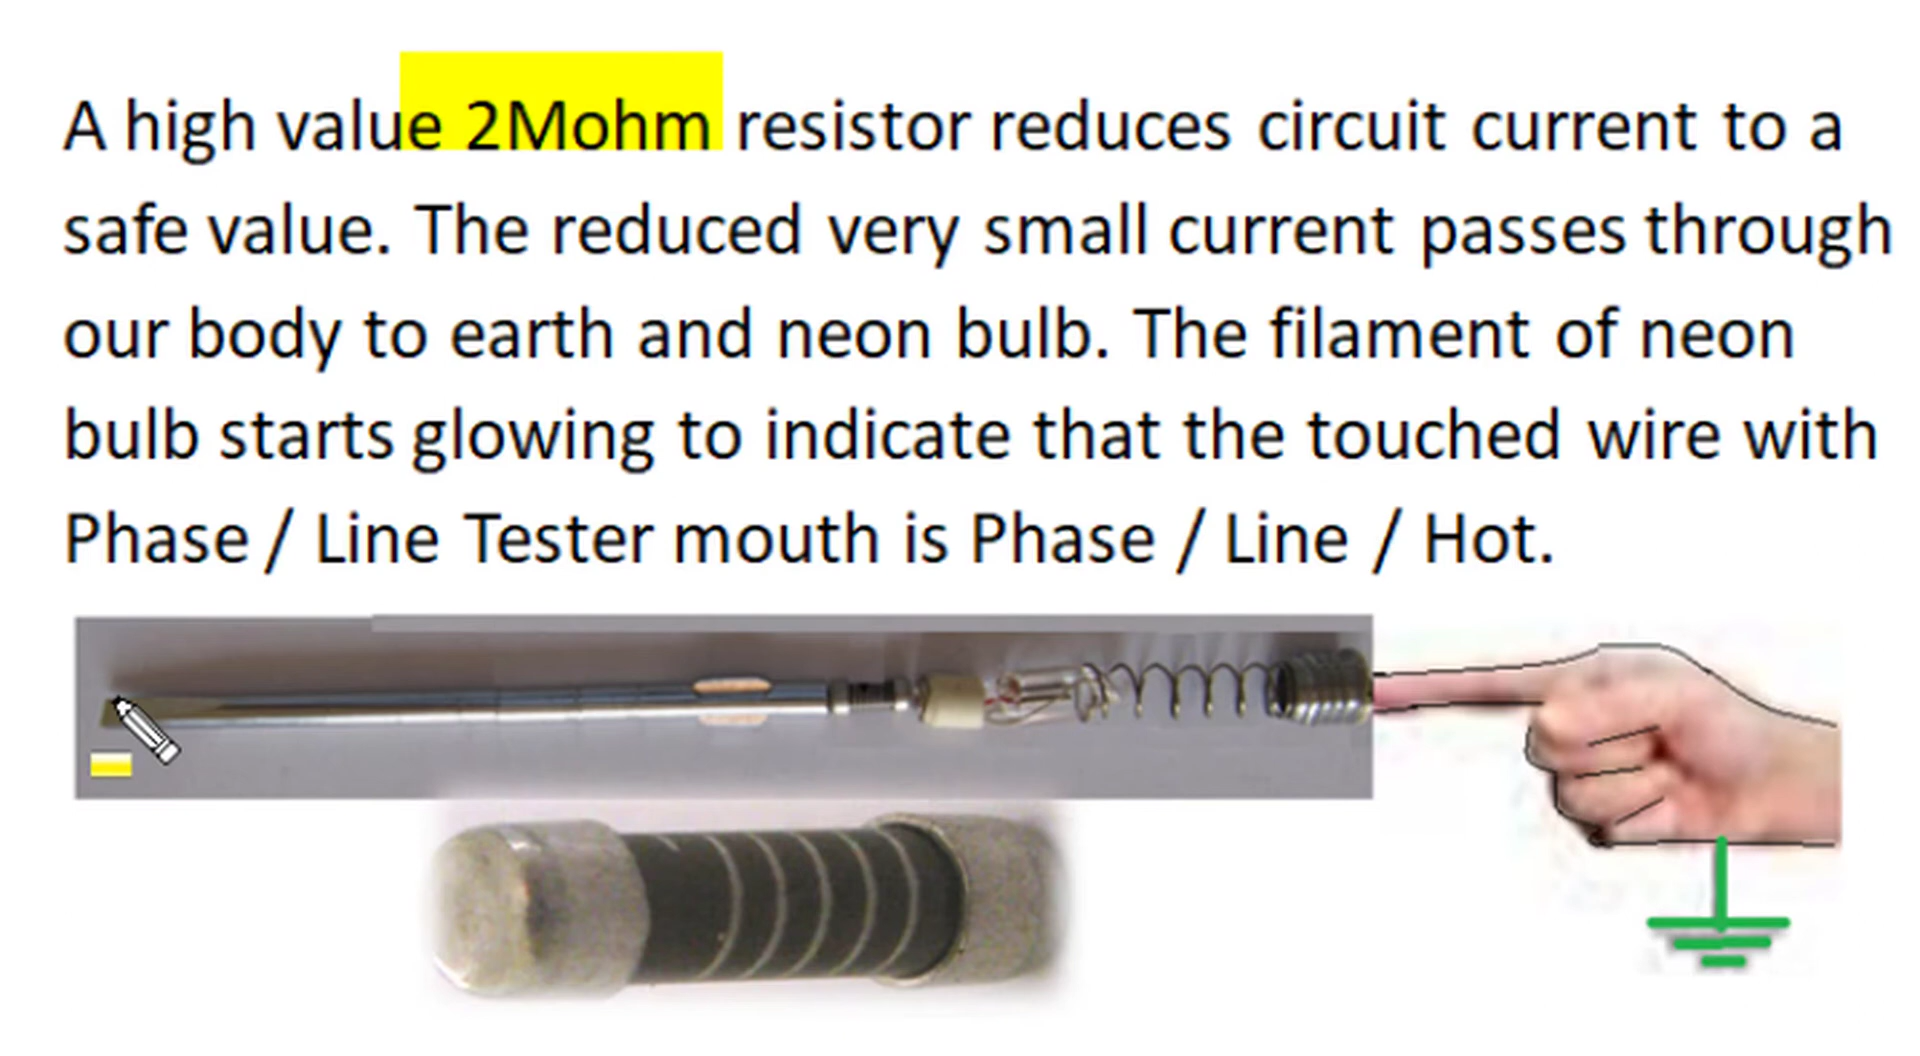 A high value 2Mohm resistor reduces circuit current to a
safe value. The reduced very small current passes through
our body to earth and neon bulb. The filament of neon
bulb starts glowing to indicate that the touched wire with
Phase / Line Tester mouth is Phase / Line / Hot.